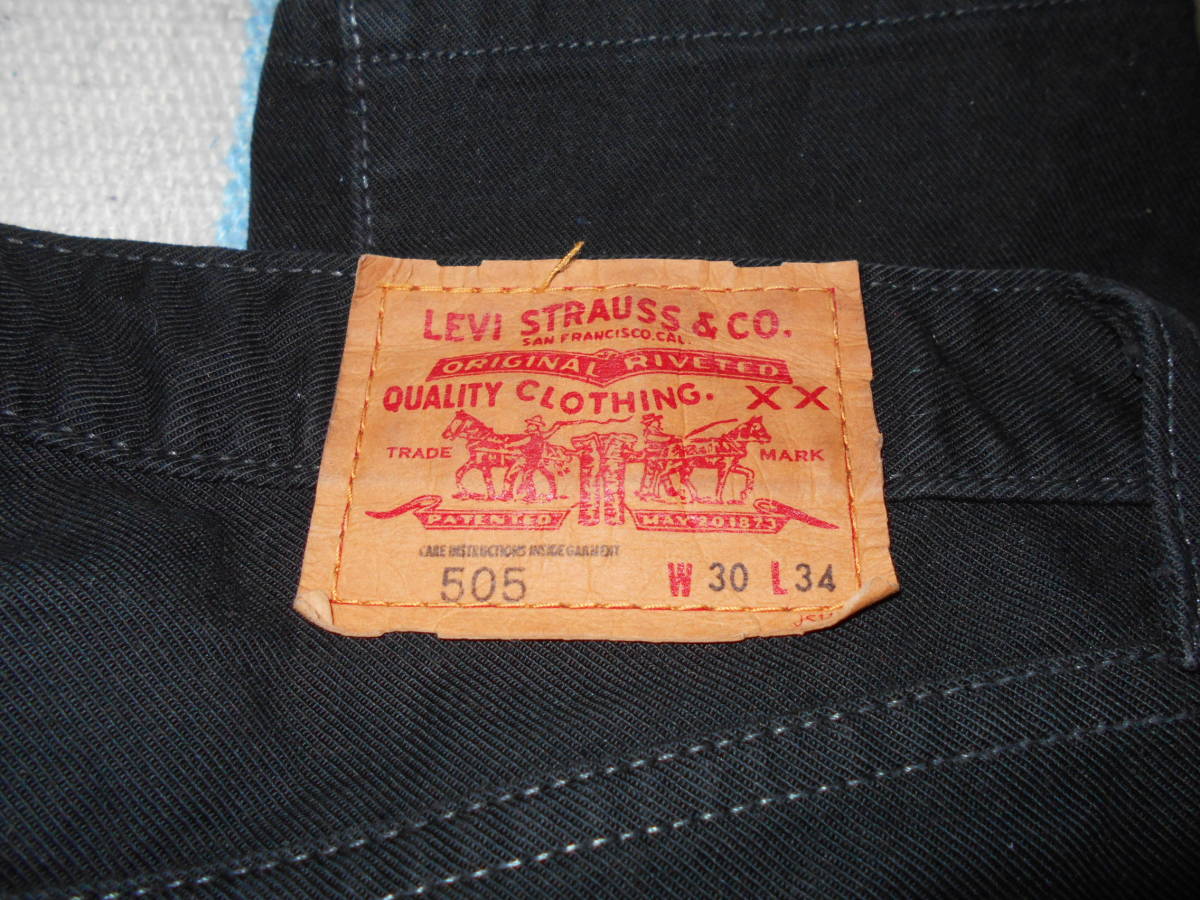 LEVI STRAUSS & CO.
SAN FRANCISCO, CAL.
ORIGINAL RIVETED
QUALITY CLOTHING. XX
TRADE MARK
PATENTED MAY 20 1873
CARE INSTRUCTIONS INSIDE GARMENT
505 W 30 L 34